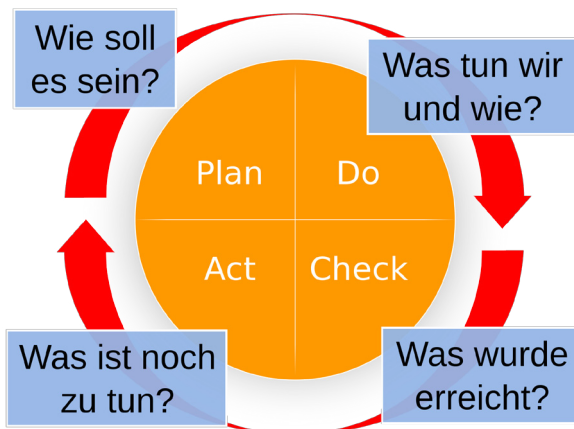 Wie soll
es sein?
Was tun wir
und wie?
Plan
Do
Act
Check
Was ist noch
zu tun?
Was wurde
erreicht?